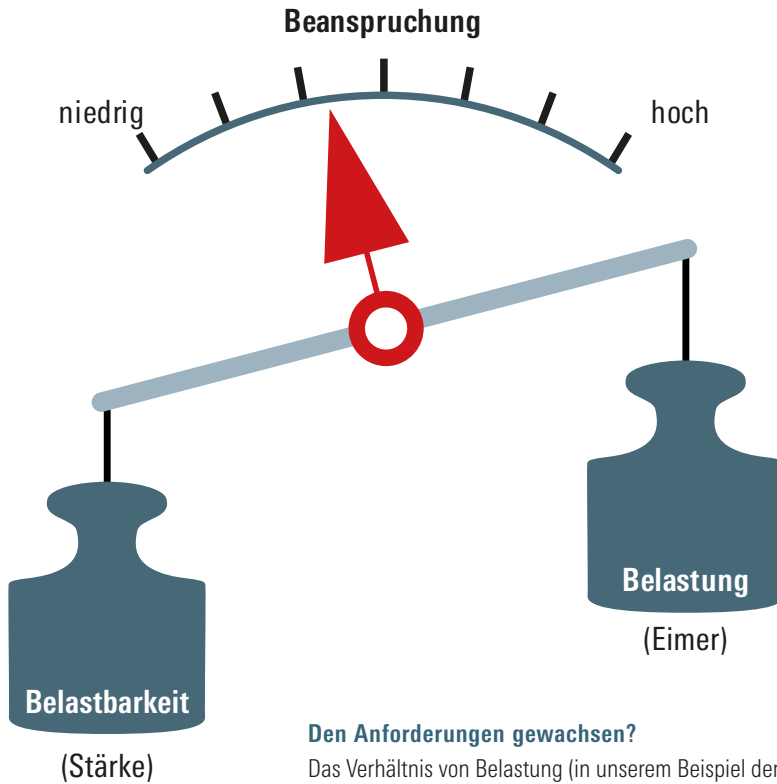 Beanspruchung
niedrig
hoch
Belastung
(Eimer)
Belastbarkeit
(Stärke)
Den Anforderungen gewachsen?
Das Verhältnis von Belastung (in unserem Beispiel der